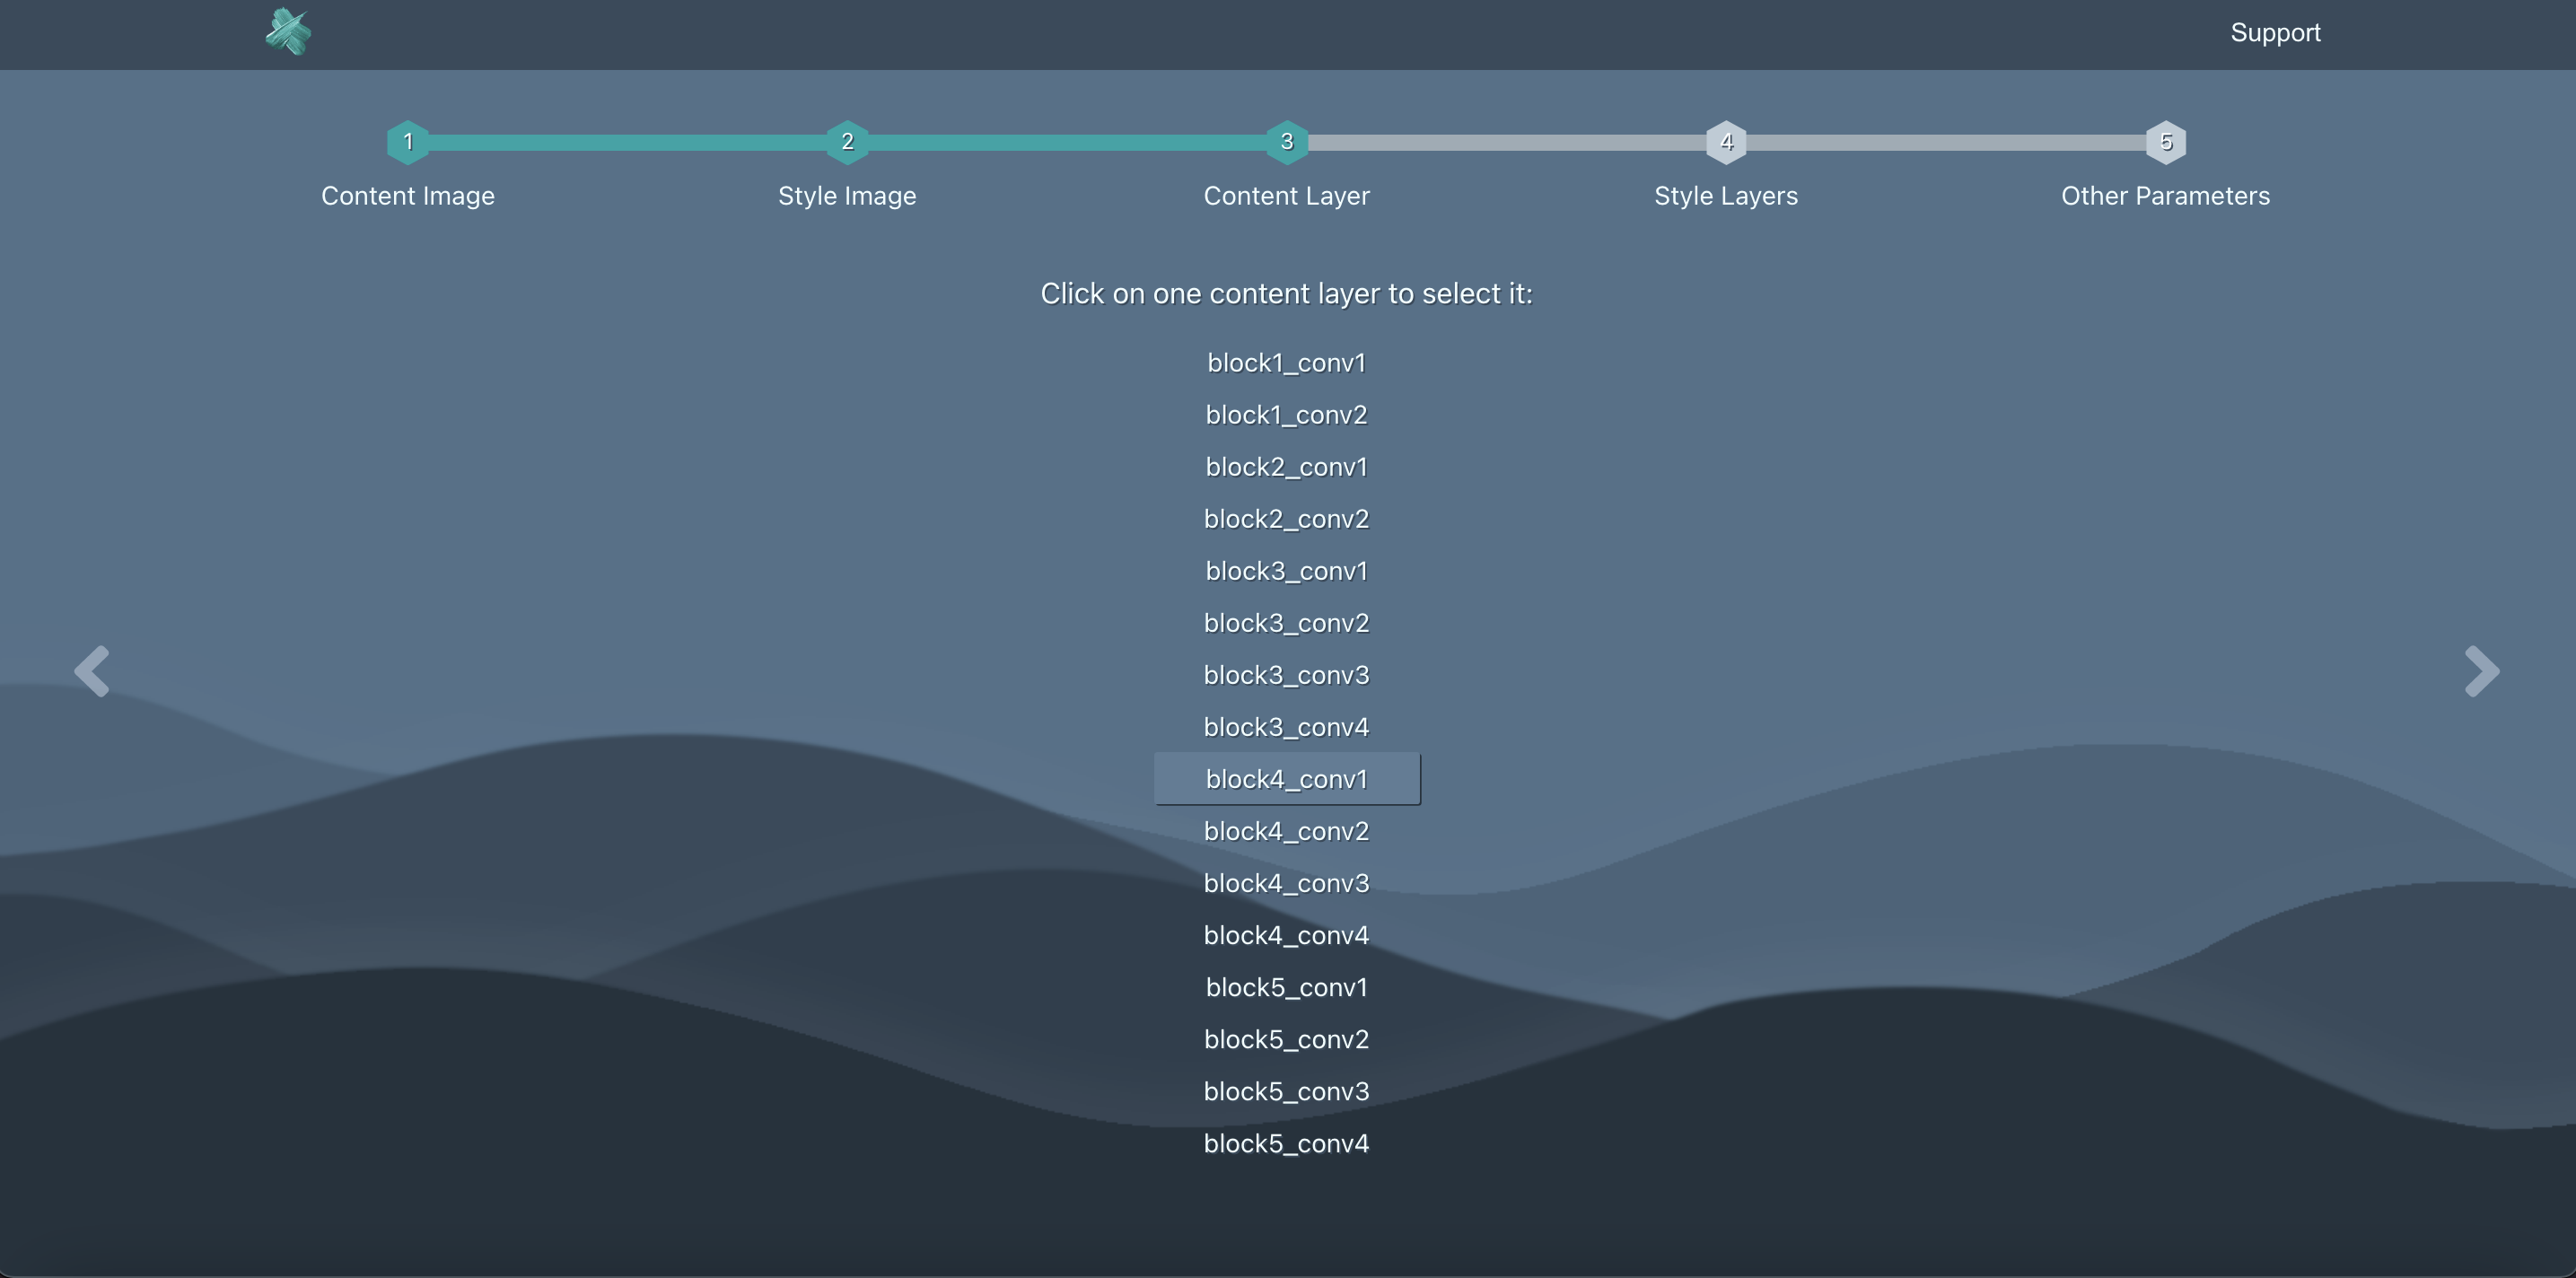 Support
1 2 3 4 5
Content Image Style Image Content Layer Style Layers Other Parameters
Click on one content layer to select it:
block1_conv1
block1_conv2
block2_conv1
block2_conv2
block3_conv1
block3_conv2
block3_conv3
block3_conv4
block4_conv1
block4_conv2
block4_conv3
block4_conv4
block5_conv1
block5_conv2
block5_conv3
block5_conv4